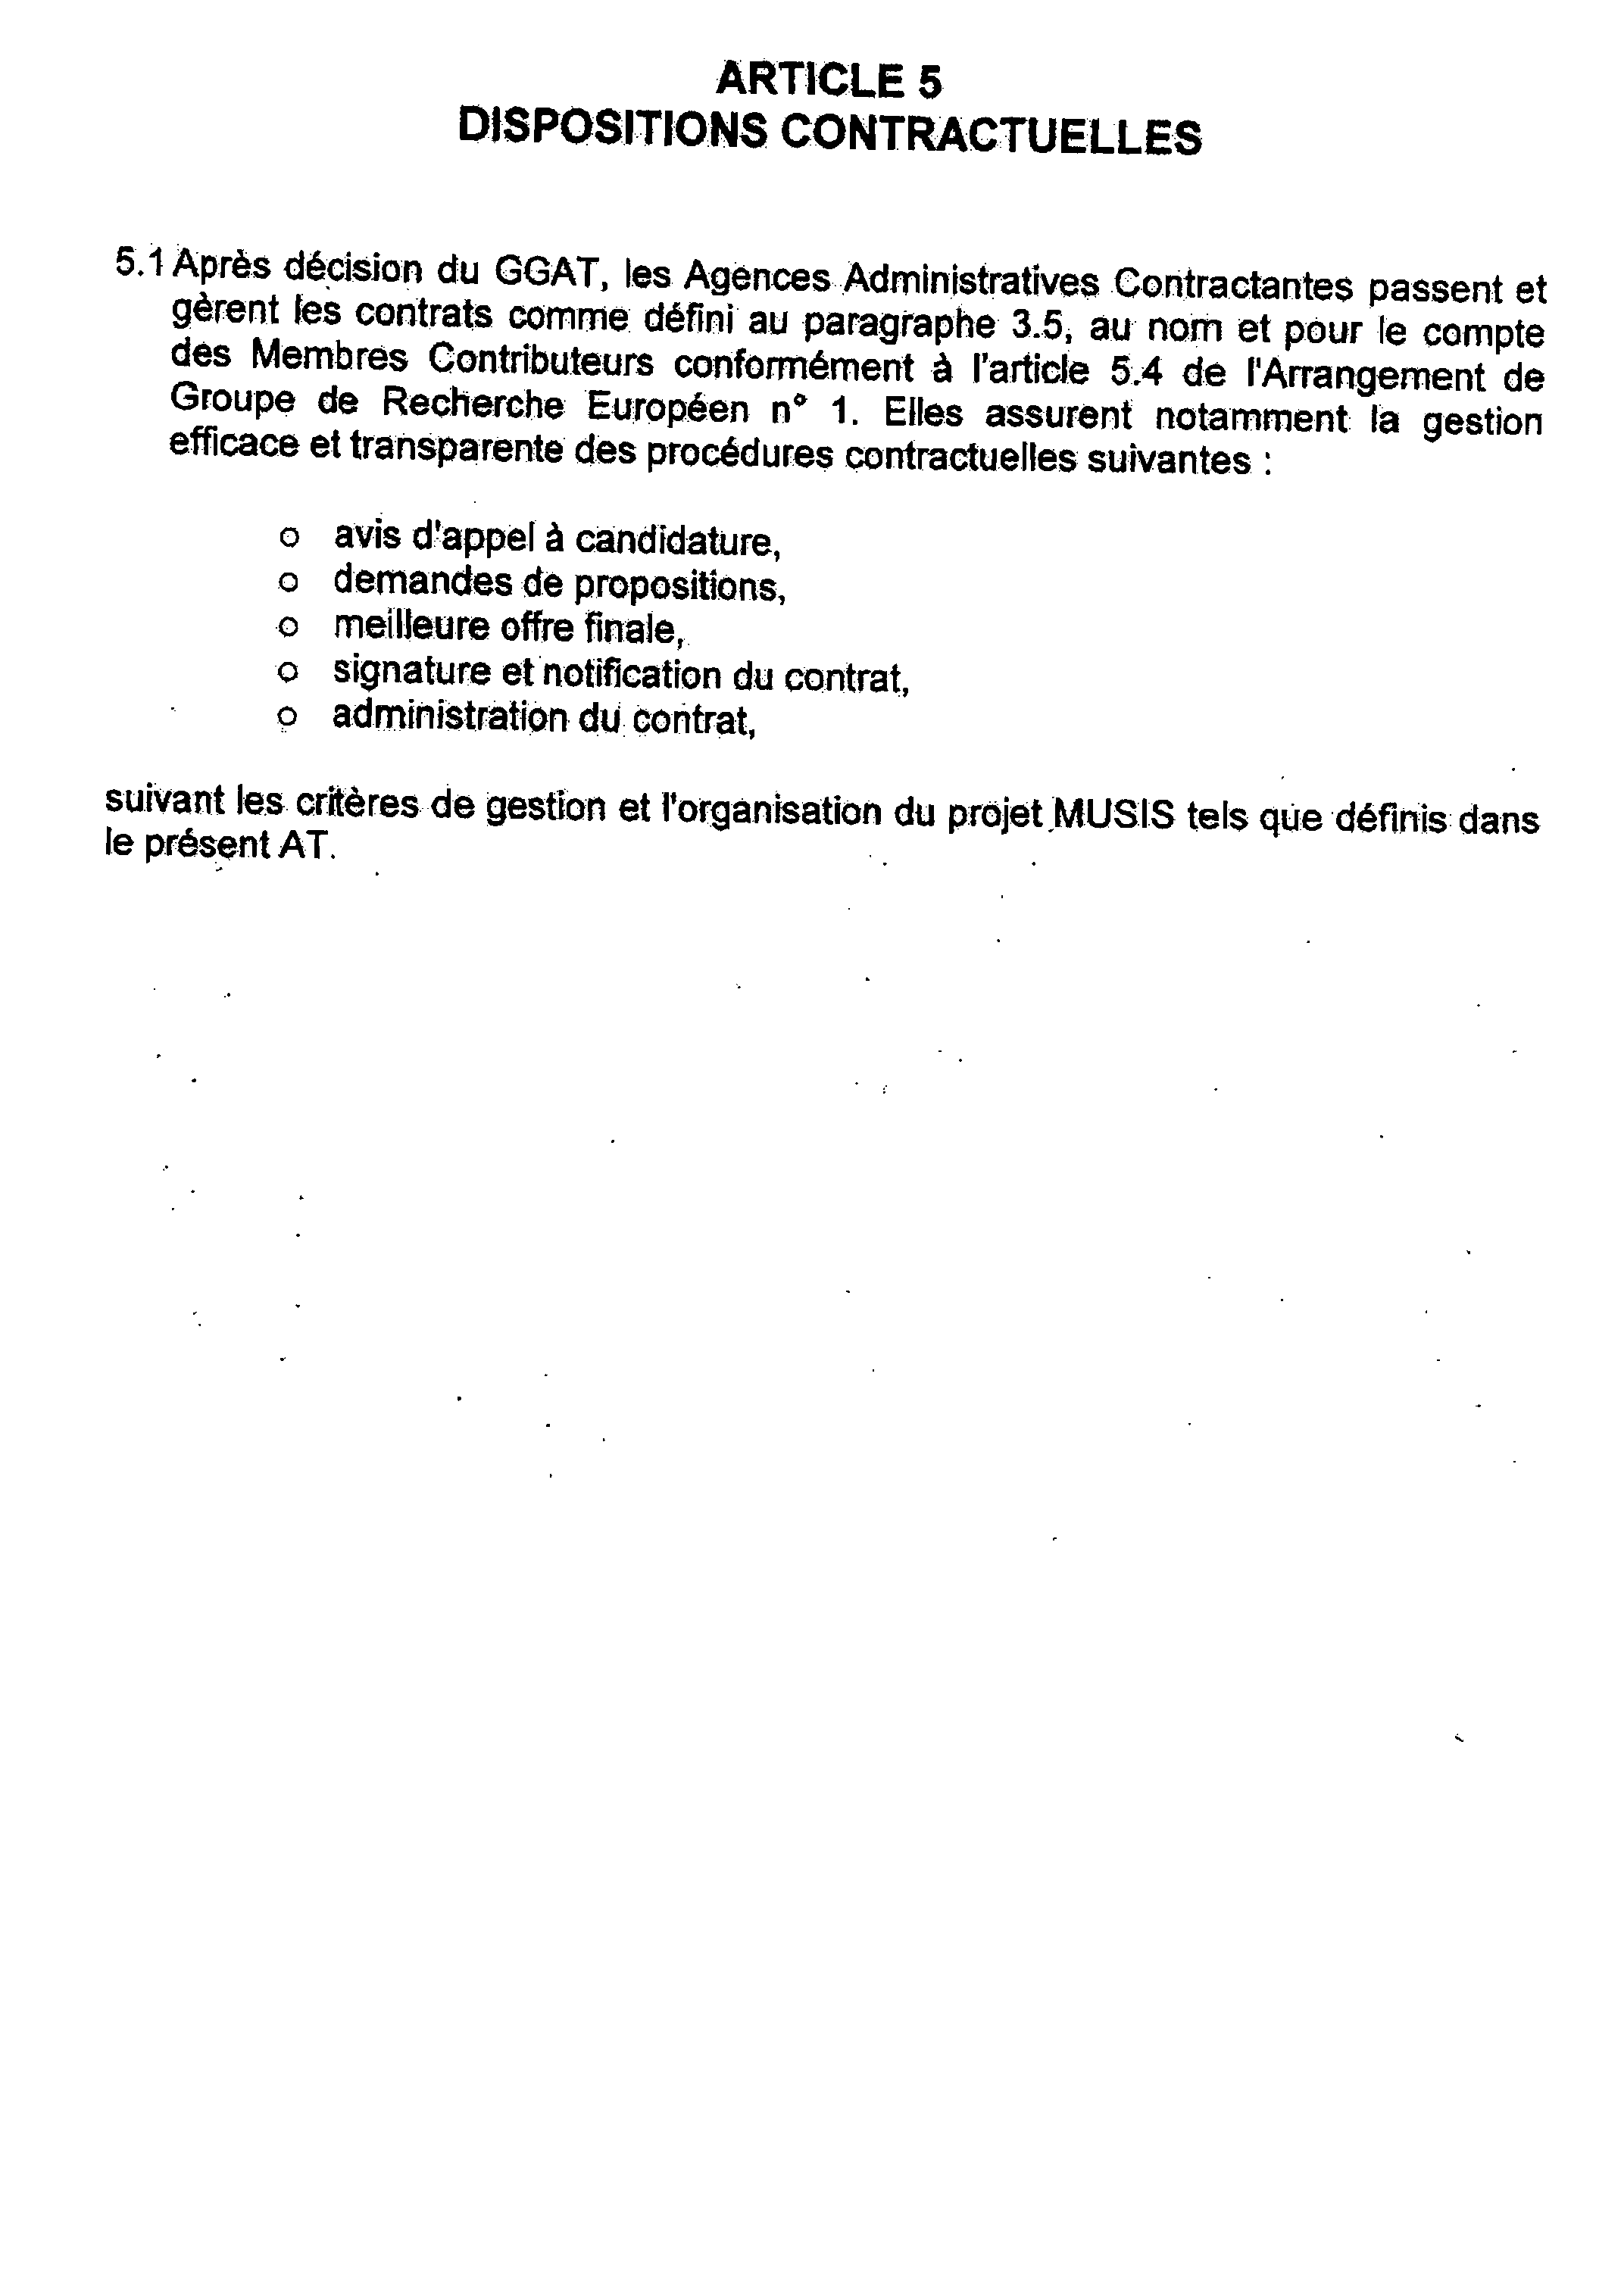 ARTICLE 5
DISPOSITIONS CONTRACTUELLES
5.1 Après décision du GGAT, les Agences Administratives Contractantes passent et
gèrent les contrats comme défini au paragraphe 3.5, au nom et pour le compte
des Membres Contributeurs conformément à l'article 5.4 de l'Arrangement de
Groupe de Recherche Européen n° 1. Elles assurent notamment la gestion
efficace et transparente des procédures contractuelles suivantes :
o avis d'appel à candidature,
o demandes de propositions,
o meilleure offre finale,
o signature et notification du contrat,
o administration du contrat,
suivant les critères de gestion et l'organisation du projet MUSIS tels que définis dans
le présent AT.